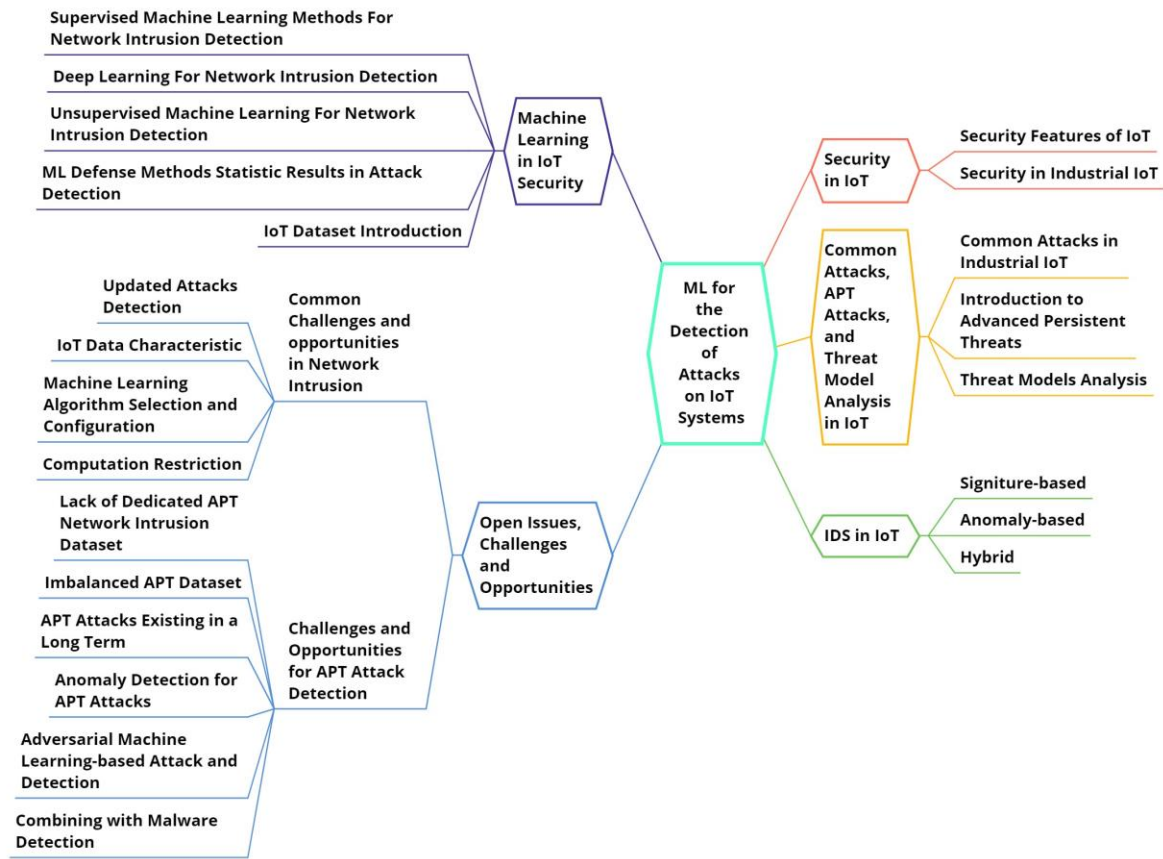 Supervised Machine Learning Methods For
Network Intrusion Detection
Deep Learning For Network Intrusion Detection
Unsupervised Machine Learning For Network
Intrusion Detection
ML Defense Methods Statistic Results in Attack
Detection
IoT Dataset Introduction
Machine
Learning
in IoT
Security
Updated Attacks
Detection
IoT Data Characteristic
Machine Learning
Algorithm Selection and
Configuration
Computation Restriction
Common
Challenges and
opportunities
in Network
Intrusion
Lack of Dedicated APT
Network Intrusion
Dataset
Imbalanced APT Dataset
APT Attacks Existing in a
Long Term
Anomaly Detection for
APT Attacks
Adversarial Machine
Learning-based Attack and
Detection
Combining with Malware
Detection
Challenges and
Opportunities
for APT Attack
Detection
Open Issues,
Challenges
and
Opportunities
ML for
the
Detection
of
Attacks
on IoT
Systems
Security
in IoT
Security Features of IoT
Security in Industrial IoT
Common
Attacks,
APT
Attacks,
and
Threat
Model
Analysis
in IoT
Common Attacks in
Industrial IoT
Introduction to
Advanced Persistent
Threats
Threat Models Analysis
IDS in IoT
Signiture-based
Anomaly-based
Hybrid